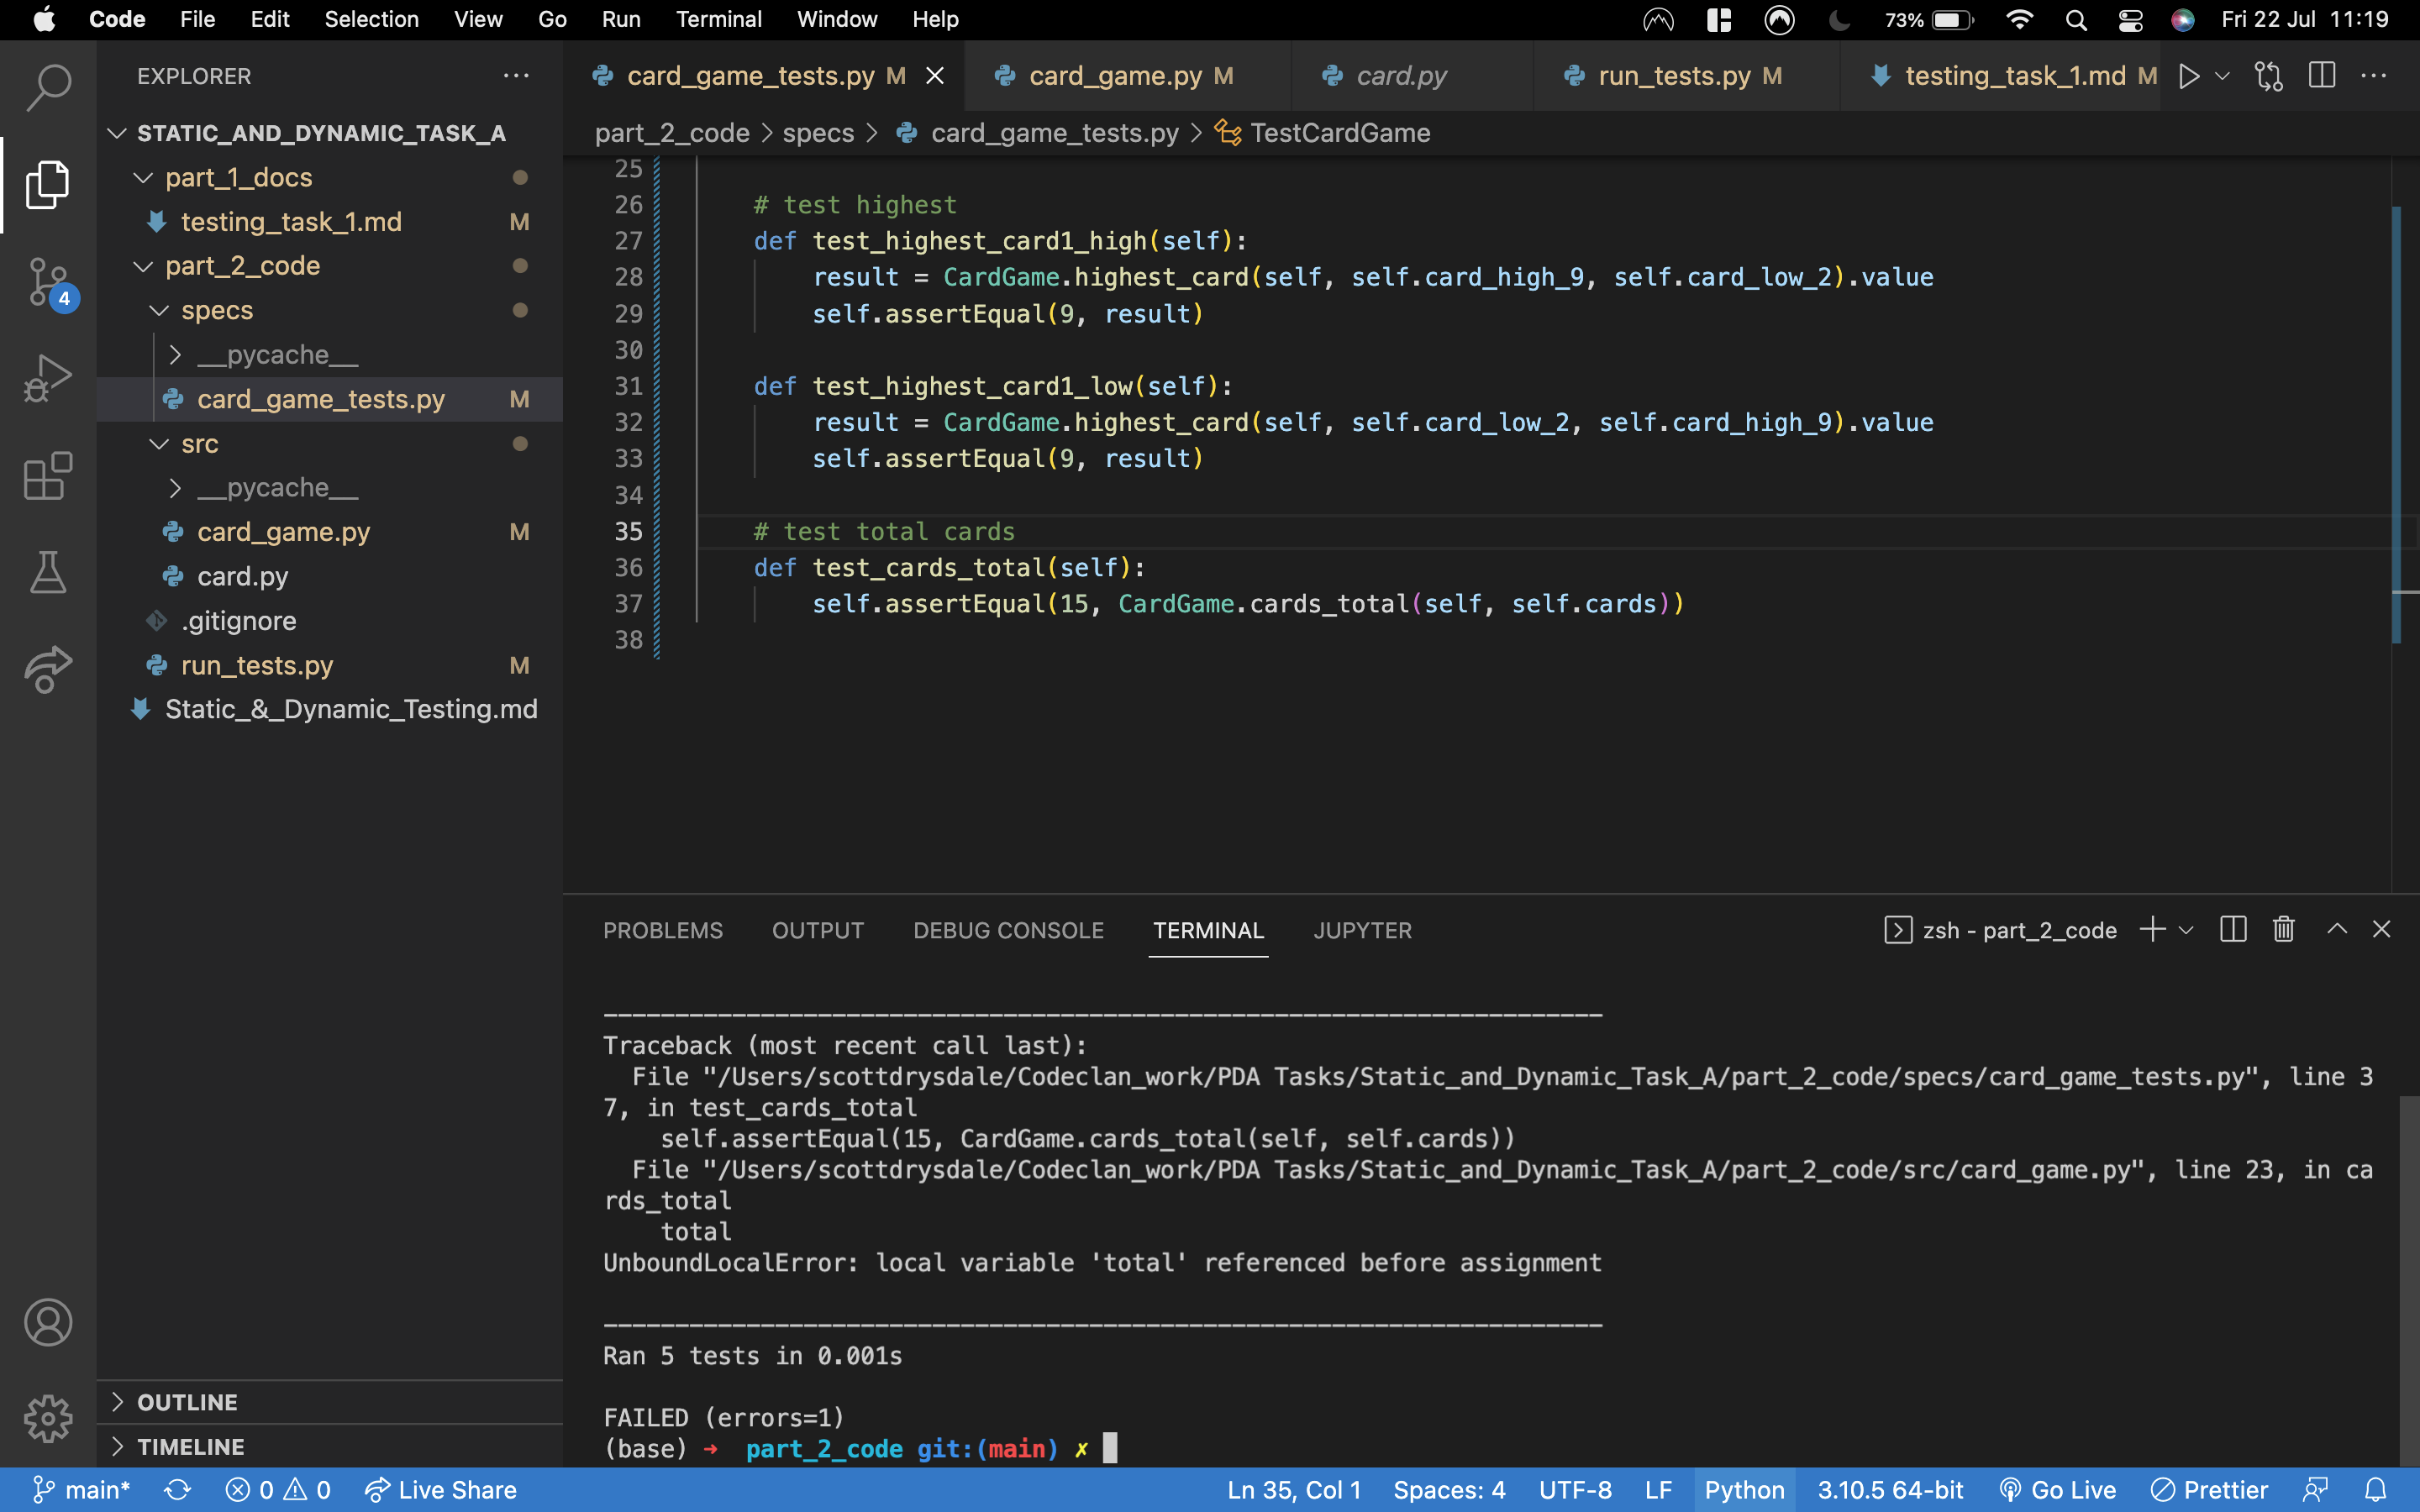 Code File Edit Selection View Go Run Terminal Window Help 73% Fri 22 Jul 11:19
EXPLORER
STATIC_AND_DYNAMIC_TASK_A
part_1_docs
testing_task_1.md M
part_2_code
specs
__pycache__
card_game_tests.py M
src
__pycache__
card_game.py M
card.py
.gitignore
run_tests.py M
Static_&_Dynamic_Testing.md
4
OUTLINE
TIMELINE
card_game_tests.py M card_game.py M card.py run_tests.py M testing_task_1.md M
part_2_code > specs > card_game_tests.py > TestCardGame
25
26 # test highest
27 def test_highest_card1_high(self):
28 result = CardGame.highest_card(self, self.card_high_9, self.card_low_2).value
29 self.assertEqual(9, result)
30
31 def test_highest_card1_low(self):
32 result = CardGame.highest_card(self, self.card_low_2, self.card_high_9).value
33 self.assertEqual(9, result)
34
35 # test total cards
36 def test_cards_total(self):
37 self.assertEqual(15, CardGame.cards_total(self, self.cards))
38
PROBLEMS OUTPUT DEBUG CONSOLE TERMINAL JUPYTER zsh - part_2_code
----------------------------------------------------------------------
Traceback (most recent call last):
File "/Users/scottdrysdale/Codeclan_work/PDA Tasks/Static_and_Dynamic_Task_A/part_2_code/specs/card_game_tests.py", line 3
7, in test_cards_total
self.assertEqual(15, CardGame.cards_total(self, self.cards))
File "/Users/scottdrysdale/Codeclan_work/PDA Tasks/Static_and_Dynamic_Task_A/part_2_code/src/card_game.py", line 23, in ca
rds_total
total
UnboundLocalError: local variable 'total' referenced before assignment
----------------------------------------------------------------------
Ran 5 tests in 0.001s
FAILED (errors=1)
(base) → part_2_code git:(main) ✗
main* 0 0 Live Share Ln 35, Col 1 Spaces: 4 UTF-8 LF Python 3.10.5 64-bit Go Live Prettier